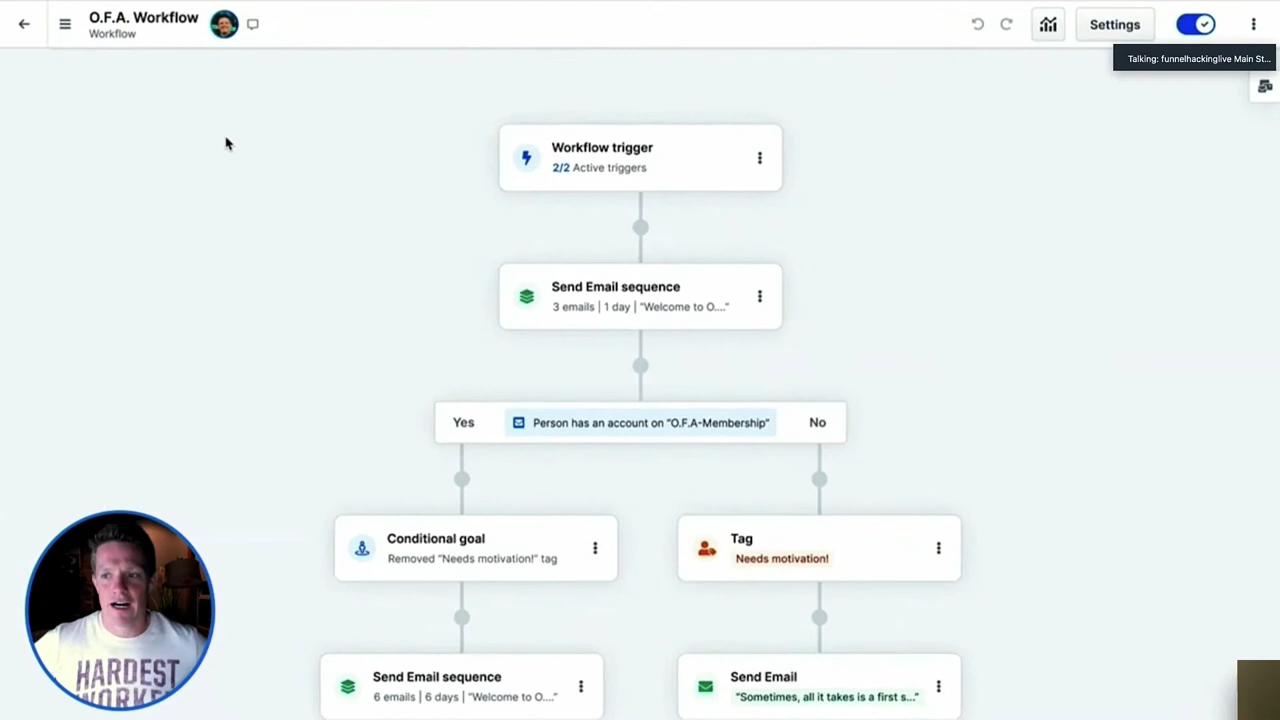 O.F.A. Workflow
Workflow
Settings
Talking: funnelhackinglive Main St...
Workflow trigger
2/2 Active triggers
Send Email sequence
3 emails | 1 day | "Welcome to O...."
Yes
Person has an account on "O.F.A-Membership"
No
Conditional goal
Removed "Needs motivation!" tag
Tag
Needs motivation!
Send Email sequence
6 emails | 6 days | "Welcome to O...."
Send Email
"Sometimes, all it takes is a first s..."
HARDEST
WORKE